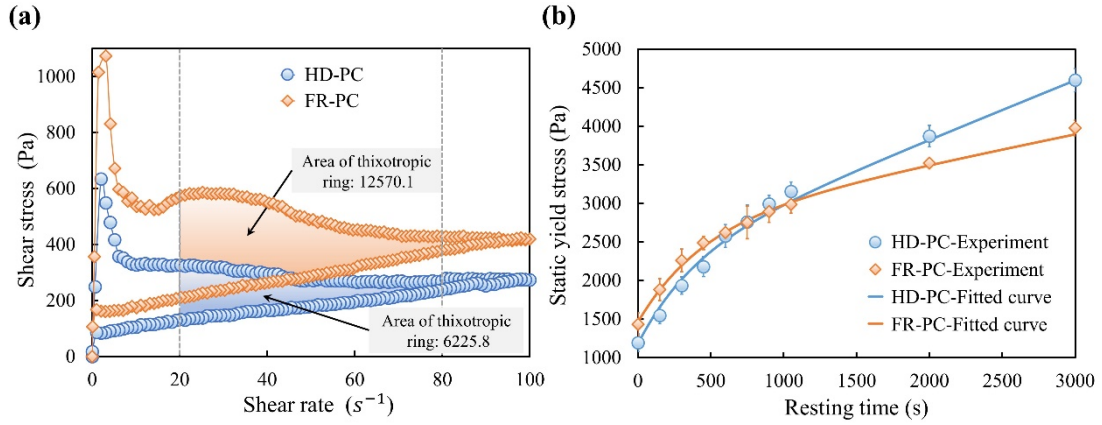 (a)
Shear stress (Pa)
1000
800
600
400
200
0
HD-PC
FR-PC
Area of thixotropic
ring: 12570.1
Area of thixotropic
ring: 6225.8
0 20 40 60 80 100
Shear rate (s⁻¹)
(b)
Static yield stress (Pa)
5000
4500
4000
3500
3000
2500
2000
1500
1000
HD-PC-Experiment
FR-PC-Experiment
HD-PC-Fitted curve
FR-PC-Fitted curve
0 500 1000 1500 2000 2500 3000
Resting time (s)